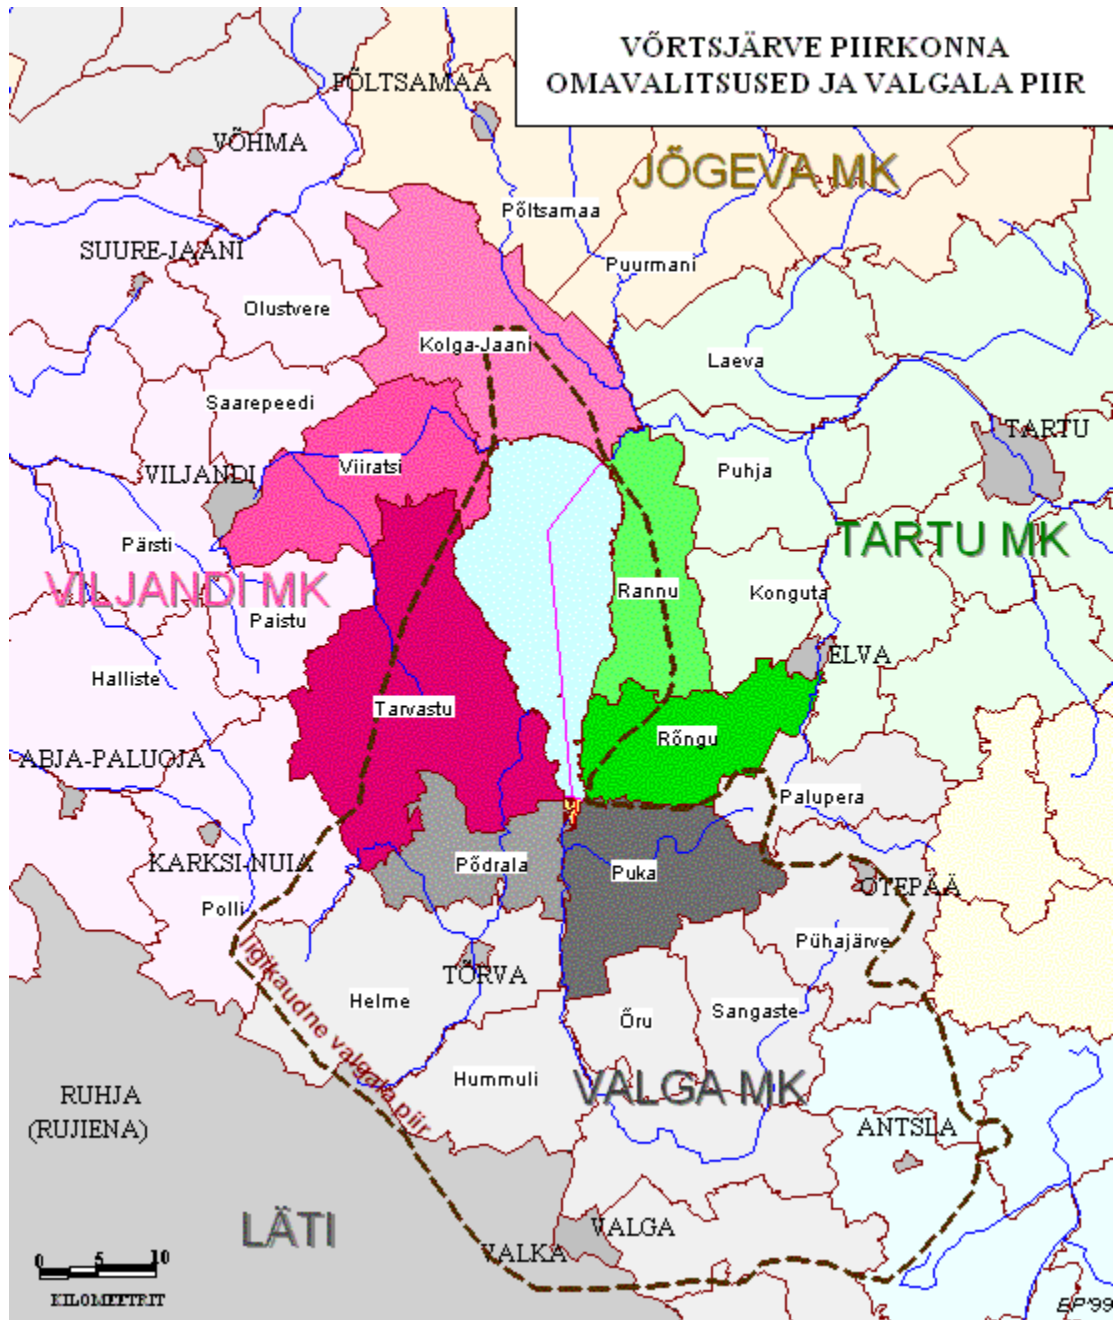 VÕRTSJÄRVE PIIRKONNA
OMAVALITSUSED JA VALGALA PIIR
PÕLTSAMAA
VÕHMA
JÕGEVA MK
Põltsamaa
SUURE-JAANI
Puurmani
Olustvere
Kolga-Jaani
Laeva
Saarepeedi
TARTU
Viiratsi
Puhja
VILJANDI
Pärsti
TARTU MK
VILJANDI MK
Rannu
Konguta
Paistu
ELVA
Halliste
Tarvastu
Rõngu
ABJA-PALUOJA
Palupera
KARKSI-NUIA
Põdrala
Puka
OTEPÄÄ
Polli
Pühajärve
ligikaudne valgala piir
TÕRVA
Helme
Õru
Sangaste
Hummuli
VALGA MK
RUHJA
(RUJIENA)
ANTSLA
LÄTI
VALGA
VALKA
0 5 10
KILOMEETRIT
EP'99